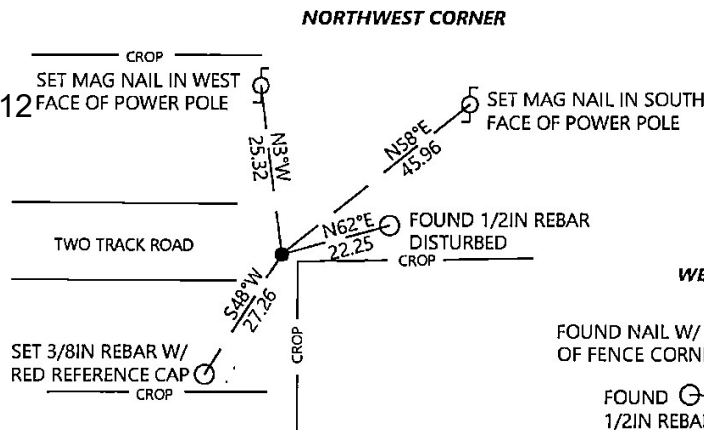 NORTHWEST CORNER
CROP
SET MAG NAIL IN WEST
12 FACE OF POWER POLE
SET MAG NAIL IN SOUTH
FACE OF POWER POLE
N3°W
25.32
N58°E
45.96
N62°E
22.25
FOUND 1/2IN REBAR
DISTURBED
CROP
TWO TRACK ROAD
S48°W
27.26
CROP
SET 3/8IN REBAR W/
RED REFERENCE CAP
CROP
WE
FOUND NAIL W/
OF FENCE CORN
FOUND
1/2IN REBA